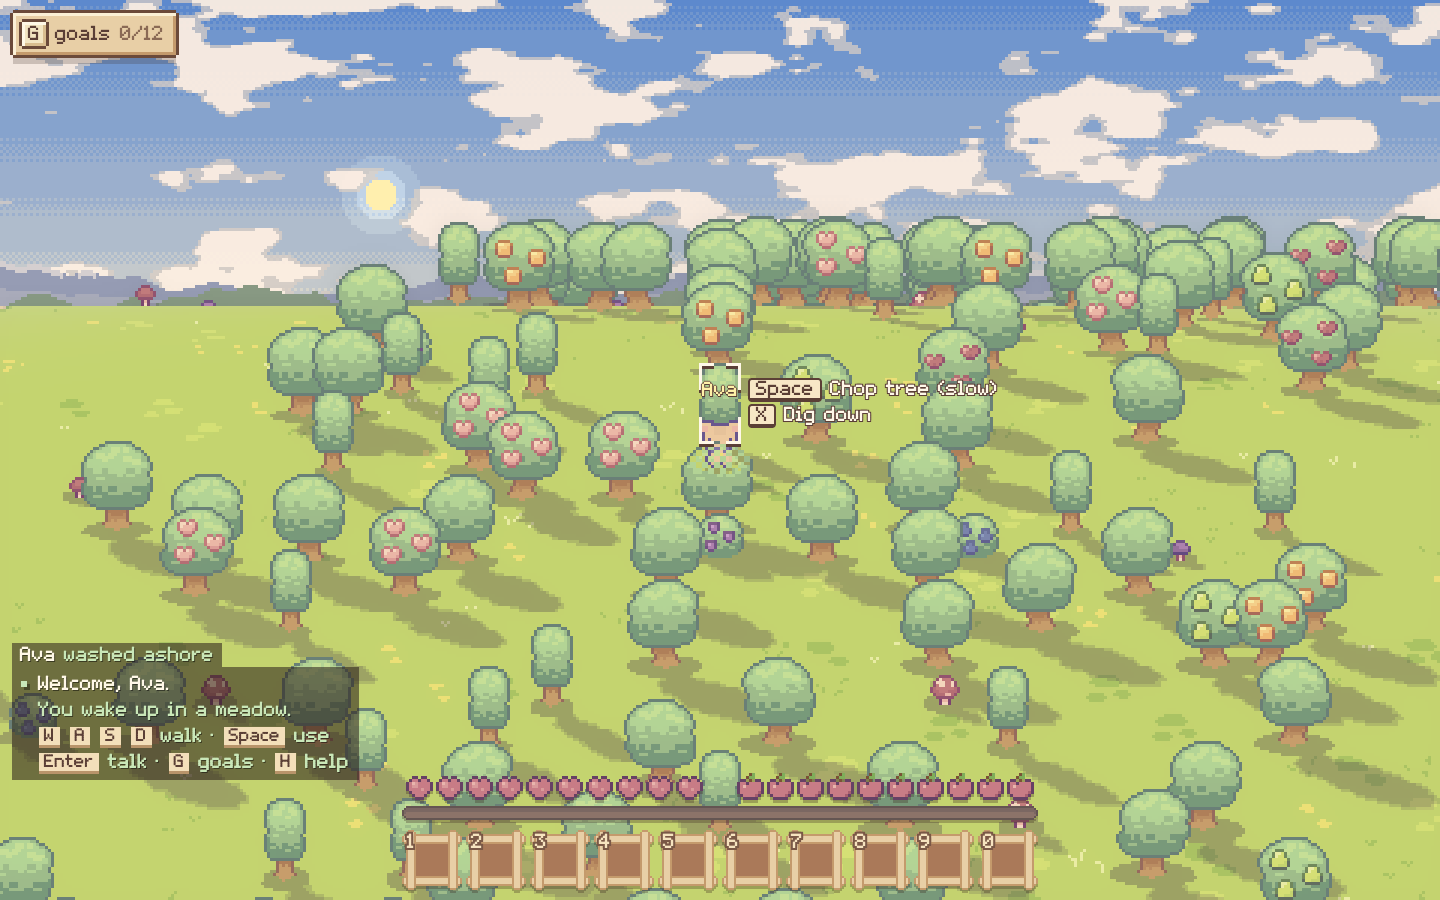 G goals 0/12
Ava Space Chop tree (slow)
X Dig down
Ava washed ashore
Welcome, Ava.
You wake up in a meadow.
W A S D walk · Space use
Enter talk · G goals · H help
1 2 3 4 5 6 7 8 9 0